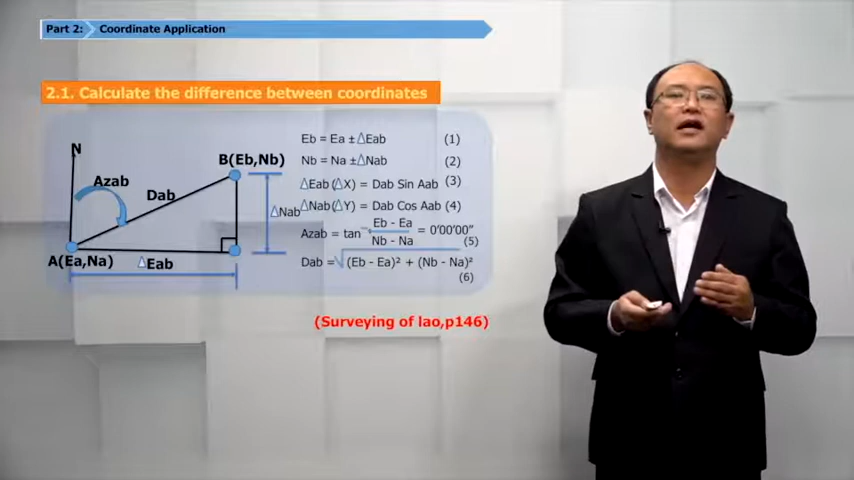 Part 2: Coordinate Application
2.1. Calculate the difference between coordinates
N
Azab
Dab
B(Eb,Nb)
ΔNab
A(Ea,Na)
ΔEab
Eb = Ea ± ΔEab (1)
Nb = Na ± ΔNab (2)
ΔEab (ΔX) = Dab Sin Aab (3)
ΔNab (ΔY) = Dab Cos Aab (4)
Azab = tan⁻ Eb - Ea / Nb - Na = 0'00'00" (5)
Dab = √(Eb - Ea)² + (Nb - Na)² (6)
(Surveying of lao,p146)